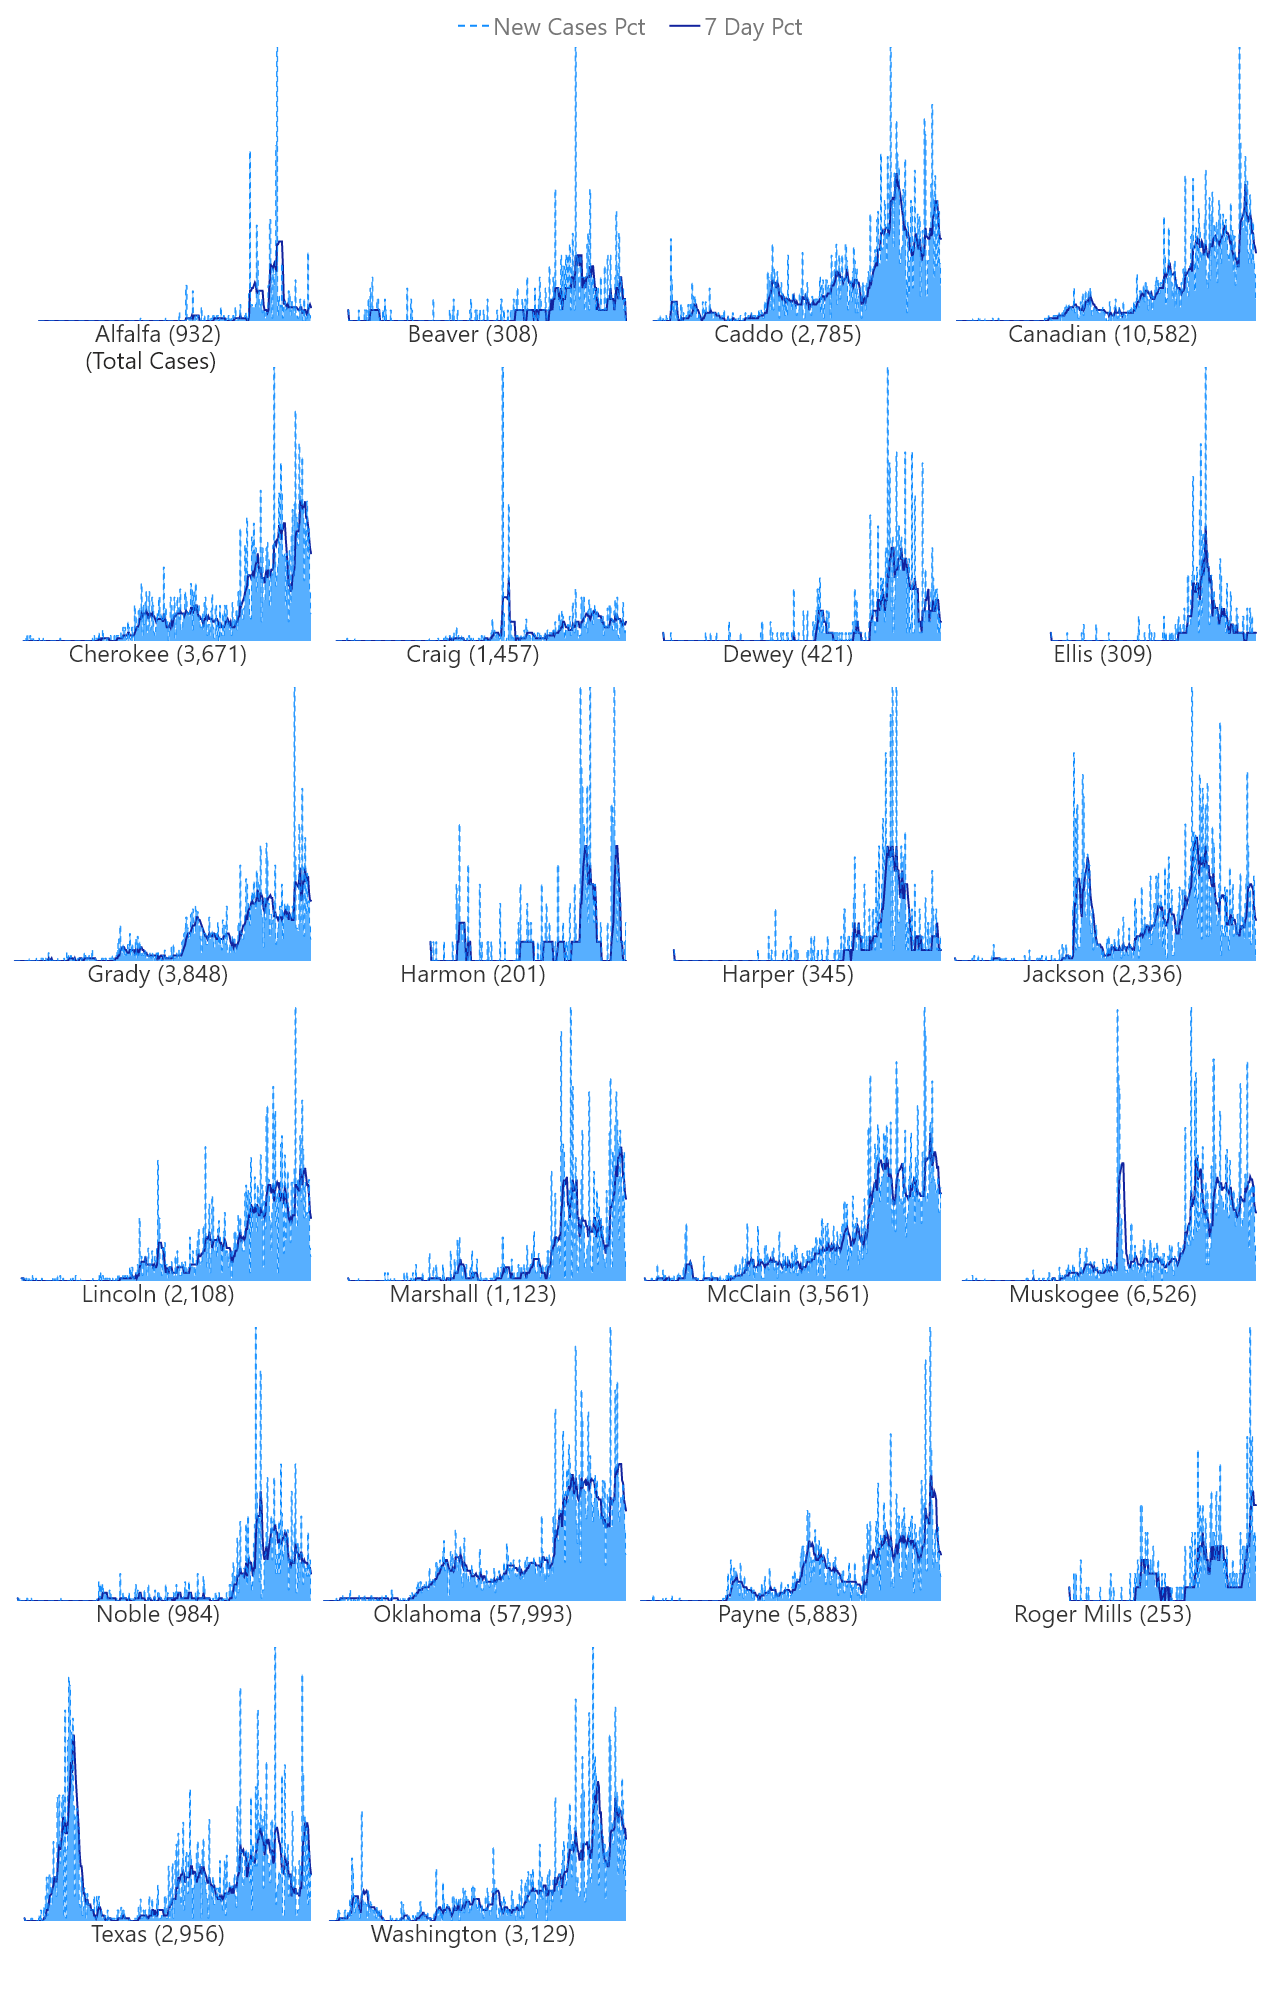 New Cases Pct 7 Day Pct
Alfalfa (932) Beaver (308) Caddo (2,785) Canadian (10,582)
(Total Cases)
Cherokee (3,671) Craig (1,457) Dewey (421) Ellis (309)
Grady (3,848) Harmon (201) Harper (345) Jackson (2,336)
Lincoln (2,108) Marshall (1,123) McClain (3,561) Muskogee (6,526)
Noble (984) Oklahoma (57,993) Payne (5,883) Roger Mills (253)
Texas (2,956) Washington (3,129)